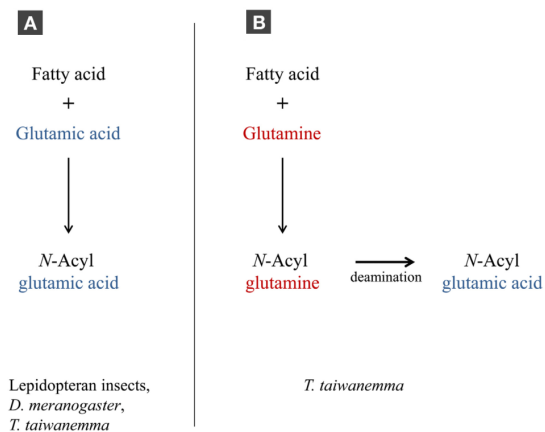 A
Fatty acid
+
Glutamic acid
N-Acyl
glutamic acid
Lepidopteran insects,
D. meranogaster,
T. taiwanemma
B
Fatty acid
+
Glutamine
N-Acyl
glutamine
deamination
N-Acyl
glutamic acid
T. taiwanemma